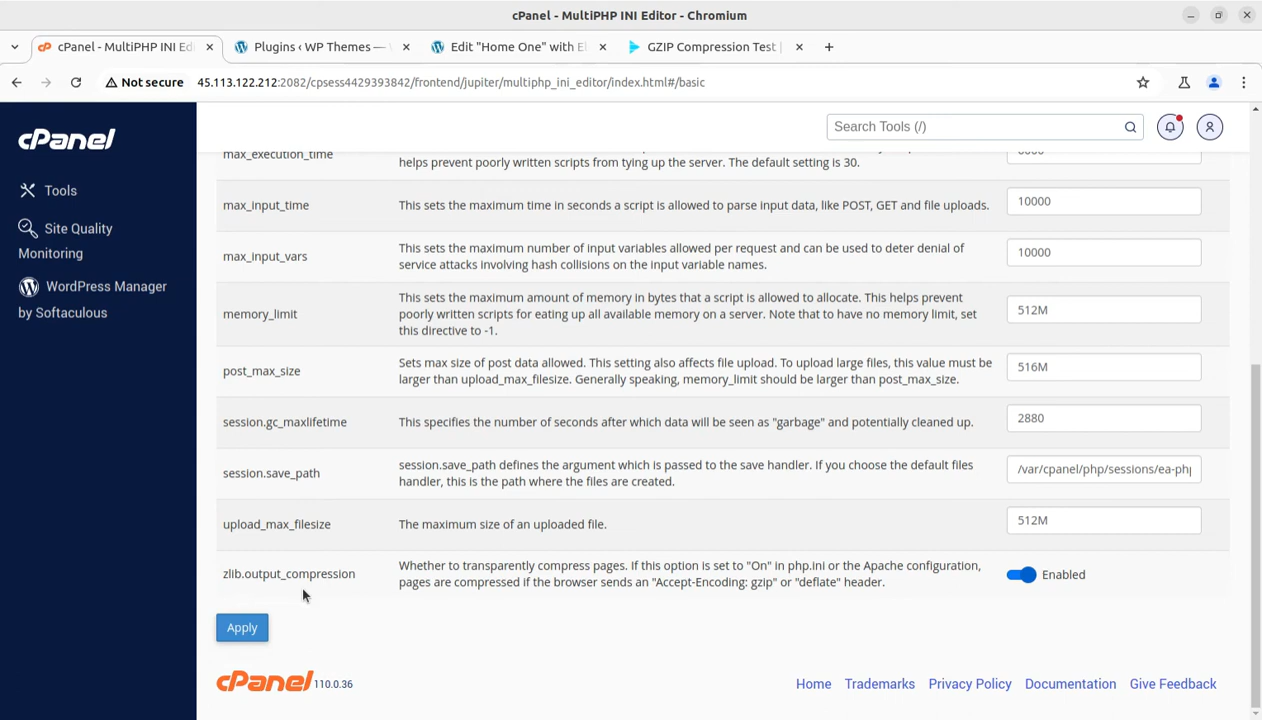 cPanel - MultiPHP INI Editor - Chromium
cPanel - MultiPHP INI Ed
Plugins ‹ WP Themes —
Edit "Home One" with El
GZIP Compression Test |
Not secure
45.113.122.212:2082/cpsess4429393842/frontend/jupiter/multiphp_ini_editor/index.html#/basic
cPanel
Search Tools (/)
Tools
Site Quality
Monitoring
WordPress Manager
by Softaculous
max_execution_time
helps prevent poorly written scripts from tying up the server. The default setting is 30.
max_input_time
This sets the maximum time in seconds a script is allowed to parse input data, like POST, GET and file uploads.
10000
max_input_vars
This sets the maximum number of input variables allowed per request and can be used to deter denial of
service attacks involving hash collisions on the input variable names.
10000
memory_limit
This sets the maximum amount of memory in bytes that a script is allowed to allocate. This helps prevent
poorly written scripts for eating up all available memory on a server. Note that to have no memory limit, set
this directive to -1.
512M
post_max_size
Sets max size of post data allowed. This setting also affects file upload. To upload large files, this value must be
larger than upload_max_filesize. Generally speaking, memory_limit should be larger than post_max_size.
516M
session.gc_maxlifetime
This specifies the number of seconds after which data will be seen as "garbage" and potentially cleaned up.
2880
session.save_path
session.save_path defines the argument which is passed to the save handler. If you choose the default files
handler, this is the path where the files are created.
/var/cpanel/php/sessions/ea-php
upload_max_filesize
The maximum size of an uploaded file.
512M
zlib.output_compression
Whether to transparently compress pages. If this option is set to "On" in php.ini or the Apache configuration,
pages are compressed if the browser sends an "Accept-Encoding: gzip" or "deflate" header.
Enabled
Apply
cPanel 110.0.36
Home
Trademarks
Privacy Policy
Documentation
Give Feedback